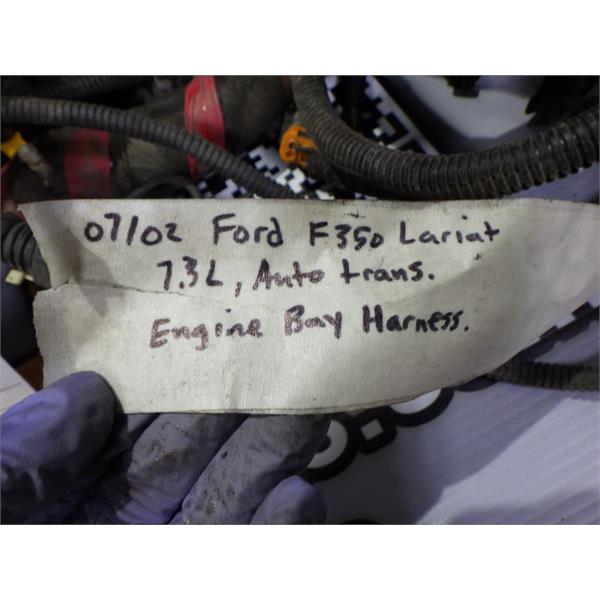 07/02 Ford F350 Lariat
7.3L, Auto trans.
Engine Bay Harness.